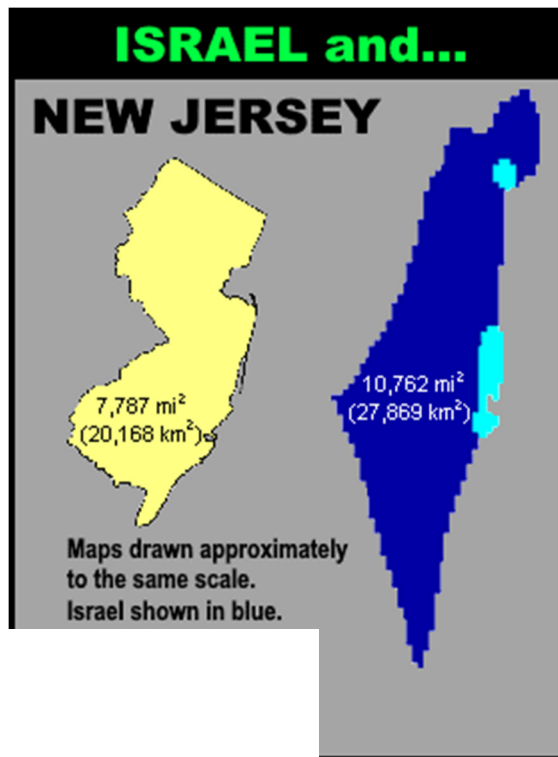 ISRAEL and...
NEW JERSEY
7,787 mi²
(20,168 km²)
10,762 mi²
(27,869 km²)
Maps drawn approximately
to the same scale.
Israel shown in blue.